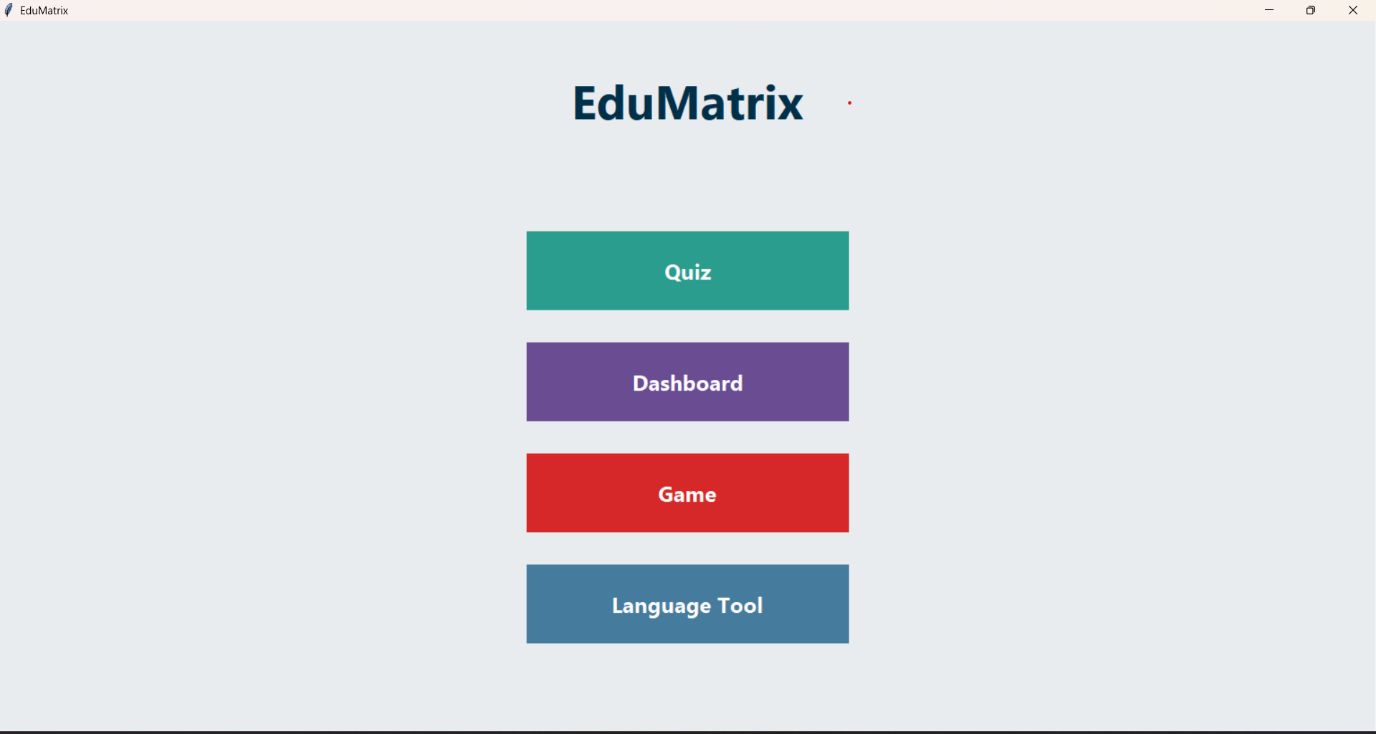 EduMatrix
EduMatrix
Quiz
Dashboard
Game
Language Tool